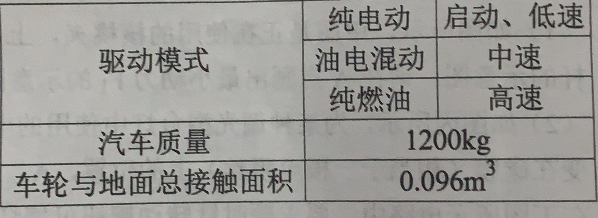 纯电动 启动、低速
驱动模式 油电混动 中速
纯燃油 高速
汽车质量 1200kg
车轮与地面总接触面积 0.096m³